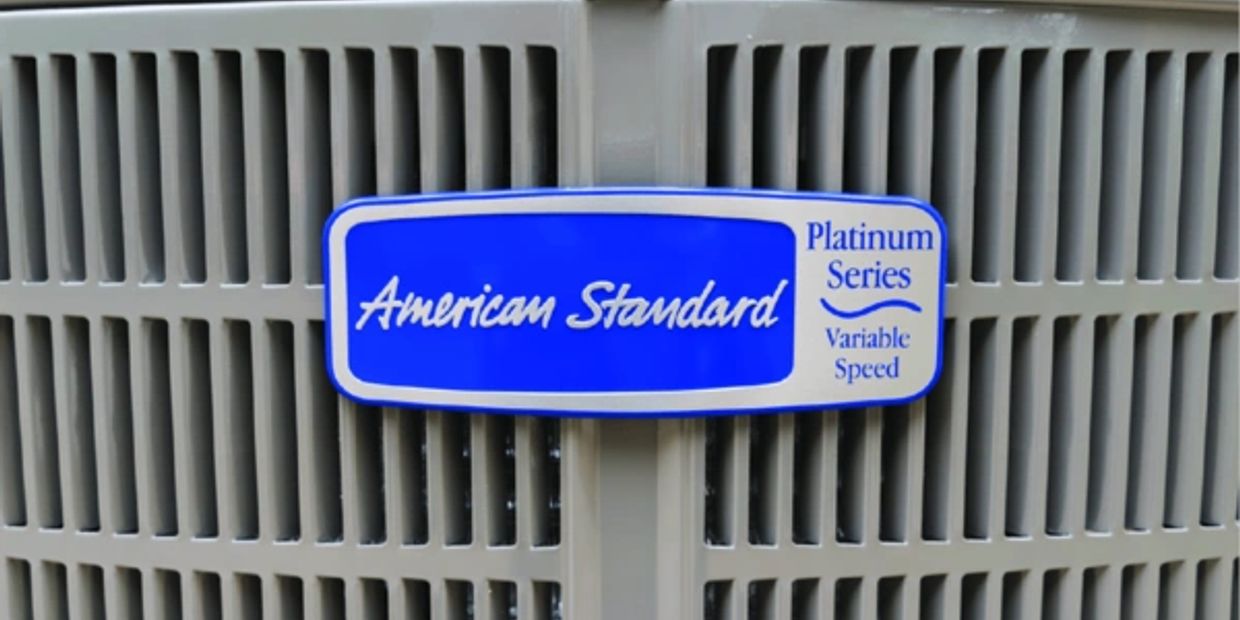 American Standard
Platinum
Series
Variable
Speed